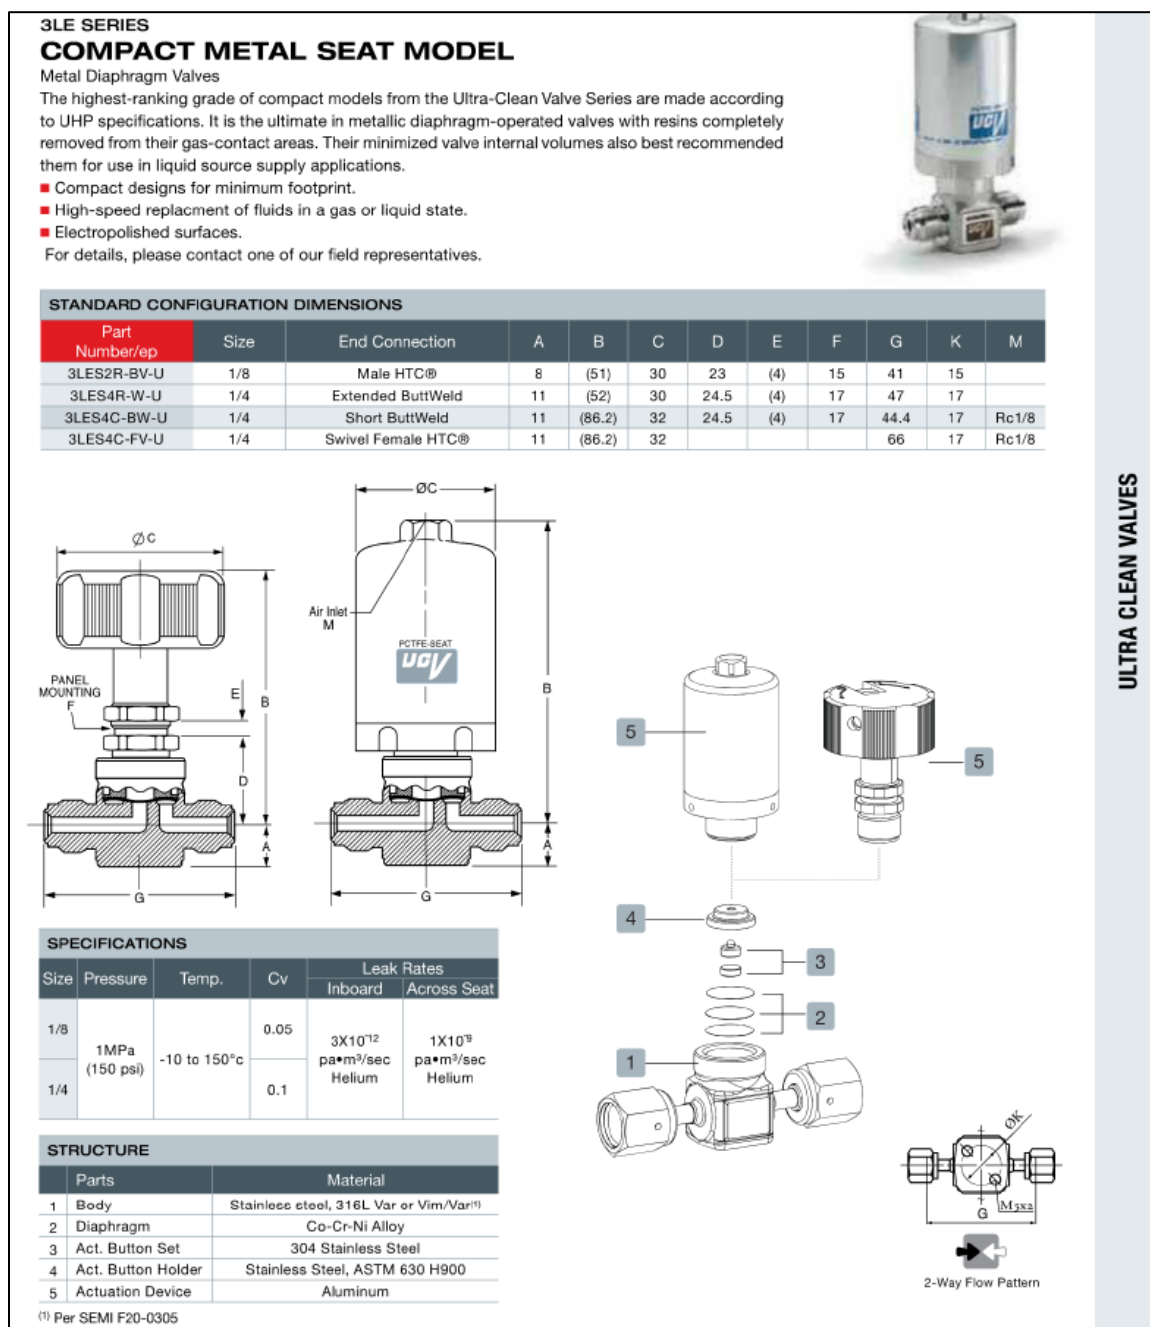 3LE SERIES
COMPACT METAL SEAT MODEL
Metal Diaphragm Valves
The highest-ranking grade of compact models from the Ultra-Clean Valve Series are made according
to UHP specifications. It is the ultimate in metallic diaphragm-operated valves with resins completely
removed from their gas-contact areas. Their minimized valve internal volumes also best recommended
them for use in liquid source supply applications.
■ Compact designs for minimum footprint.
■ High-speed replacment of fluids in a gas or liquid state.
■ Electropolished surfaces.
For details, please contact one of our field representatives.
UCV
ULTRA CLEAN VALVES
STANDARD CONFIGURATION DIMENSIONS
Part Number/ep Size End Connection A B C D E F G K M
3LES2R-BV-U 1/8 Male HTC® 8 (51) 30 23 (4) 15 41 15
3LES4R-W-U 1/4 Extended ButtWeld 11 (52) 30 24.5 (4) 17 47 17
3LES4C-BW-U 1/4 Short ButtWeld 11 (86.2) 32 24.5 (4) 17 44.4 17 Rc1/8
3LES4C-FV-U 1/4 Swivel Female HTC® 11 (86.2) 32 66 17 Rc1/8
ØC
PANEL
MOUNTING
F
E
B
D
A
G
ØC
Air Inlet
M
PCTFE-SEAT
UCV
B
A
G
5
5
4
3
2
1
SPECIFICATIONS
Size Pressure Temp. Cv Leak Rates
Inboard Across Seat
1/8 1MPa (150 psi) -10 to 150°c 0.05 3X10⁻¹² pa•m³/sec Helium 1X10⁻⁹ pa•m³/sec Helium
1/4 0.1
STRUCTURE
Parts Material
1 Body Stainless steel, 316L Var or Vim/Var⁽¹⁾
2 Diaphragm Co-Cr-Ni Alloy
3 Act. Button Set 304 Stainless Steel
4 Act. Button Holder Stainless Steel, ASTM 630 H900
5 Actuation Device Aluminum
⁽¹⁾ Per SEMI F20-0305
ØK
M5x2
G
2-Way Flow Pattern